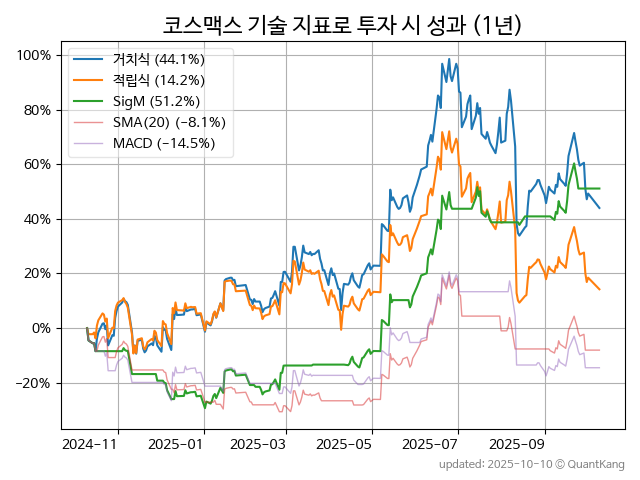 코스맥스 기술 지표로 투자 시 성과 (1년)
거치식 (44.1%)
적립식 (14.2%)
SigM (51.2%)
SMA(20) (−8.1%)
MACD (−14.5%)
100%
80%
60%
40%
20%
0%
−20%
2024−11 2025−01 2025−03 2025−05 2025−07 2025−09
updated: 2025-10-10 © QuantKang